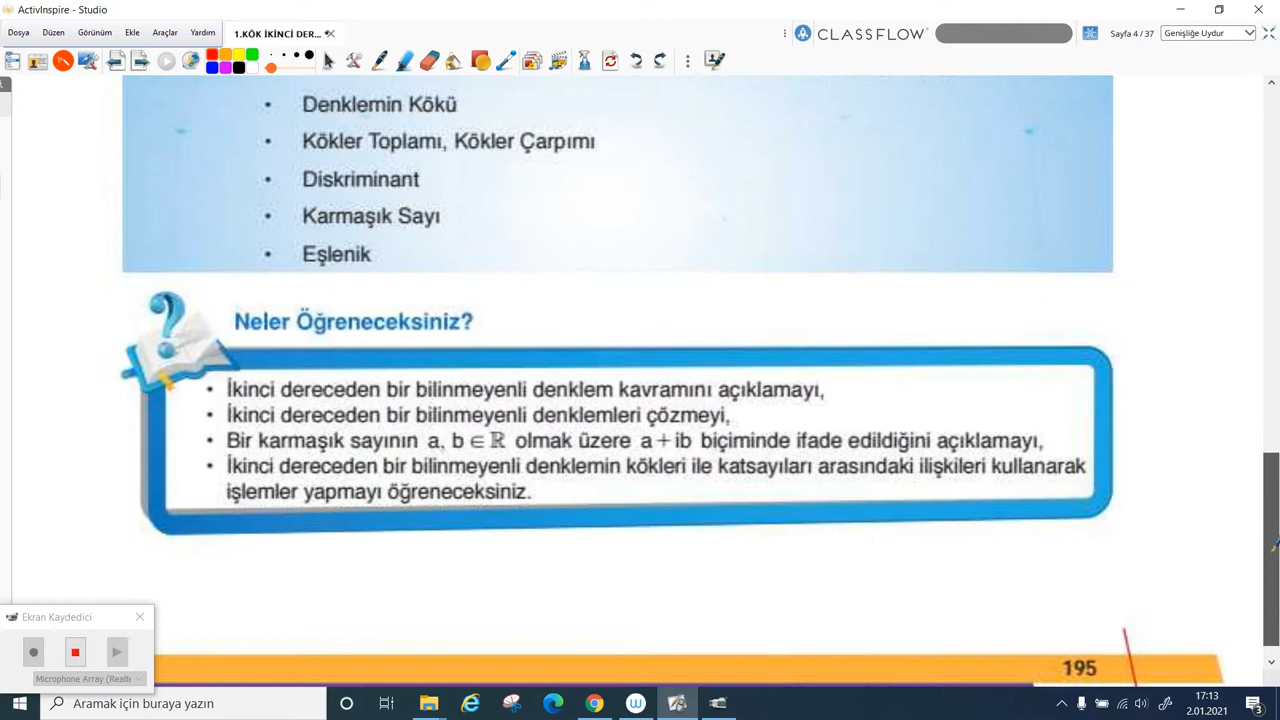 ActivInspire - Studio
Dosya Düzen Görünüm Ekle Araçlar Yardım
1.KÖK İKİNCİ DER...
CLASSFLOW
Sayfa 4 / 37
Genişliğe Uydur
• Denklemin Kökü
• Kökler Toplamı, Kökler Çarpımı
• Diskriminant
• Karmaşık Sayı
• Eşlenik
Neler Öğreneceksiniz?
• İkinci dereceden bir bilinmeyenli denklem kavramını açıklamayı,
• İkinci dereceden bir bilinmeyenli denklemleri çözmeyi,
• Bir karmaşık sayının a, b ∈ ℝ olmak üzere a + ib biçiminde ifade edildiğini açıklamayı,
• İkinci dereceden bir bilinmeyenli denklemin kökleri ile katsayıları arasındaki ilişkileri kullanarak
işlemler yapmayı öğreneceksiniz.
Ekran Kaydedici
Microphone Array (Realt
195
Aramak için buraya yazın
17:13
2.01.2021
3